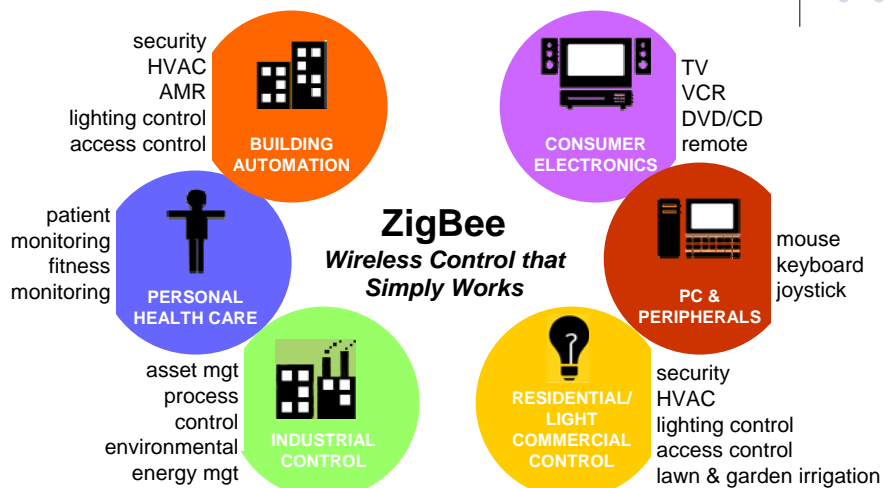 security
HVAC
AMR
lighting control
access control
BUILDING
AUTOMATION
CONSUMER
ELECTRONICS
TV
VCR
DVD/CD
remote
patient
monitoring
fitness
monitoring
PERSONAL
HEALTH CARE
ZigBee
Wireless Control that
Simply Works
PC &
PERIPHERALS
mouse
keyboard
joystick
asset mgt
process
control
environmental
energy mgt
INDUSTRIAL
CONTROL
?
RESIDENTIAL/
LIGHT
COMMERCIAL
CONTROL
security
HVAC
lighting control
access control
lawn & garden irrigation